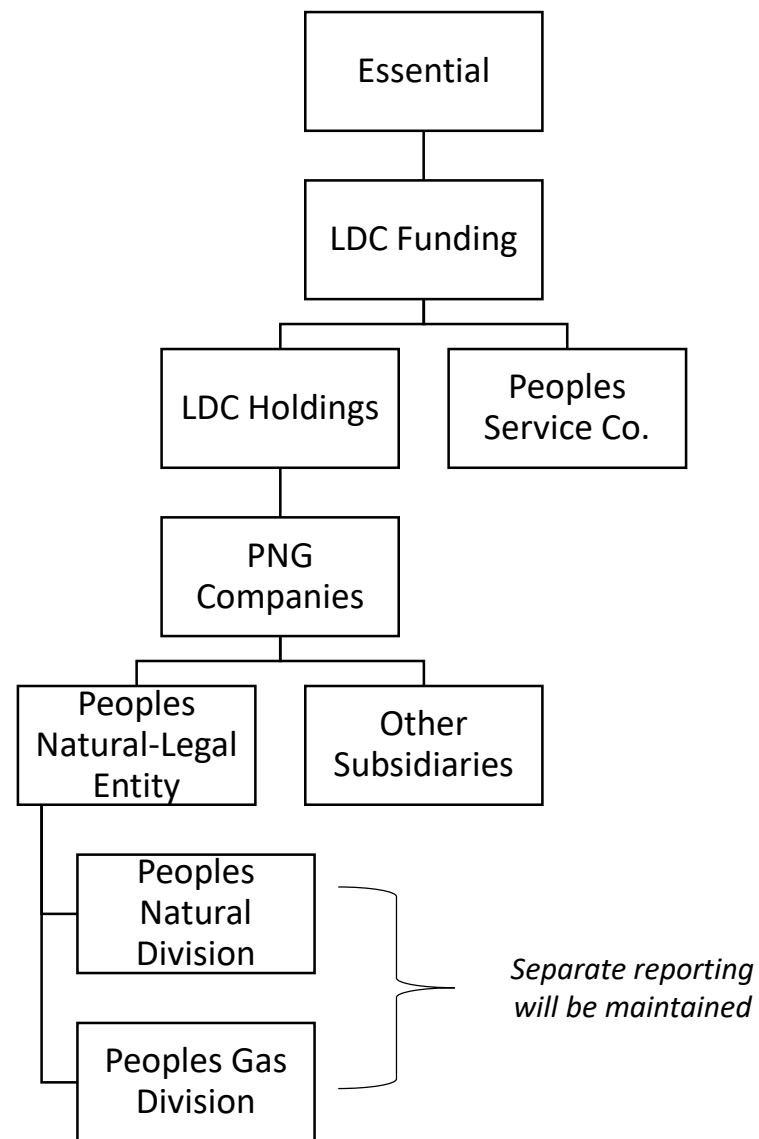 Essential
LDC Funding
LDC Holdings
Peoples
Service Co.
PNG
Companies
Peoples
Natural-Legal
Entity
Other
Subsidiaries
Peoples
Natural
Division
Separate reporting
will be maintained
Peoples Gas
Division